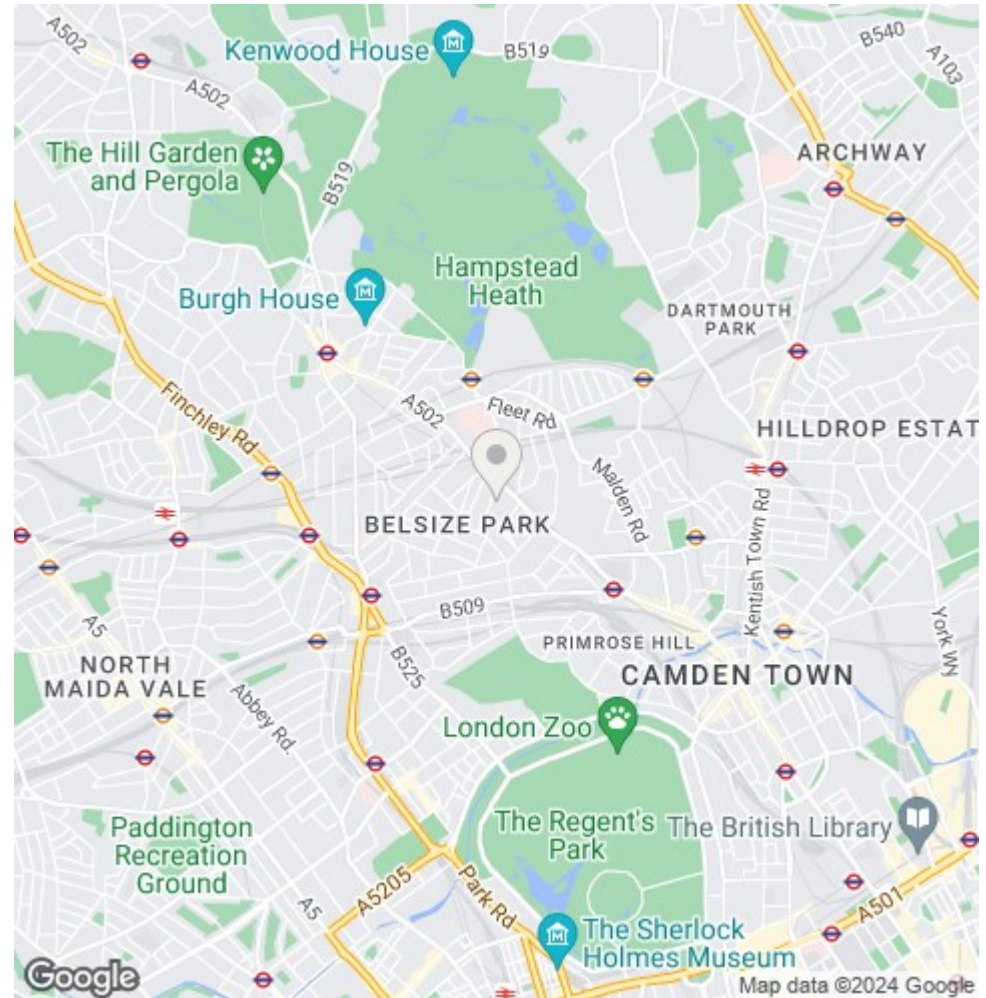 A502
Kenwood House
B519
B540
A103
A502
The Hill Garden
and Pergola
B519
ARCHWAY
Hampstead
Heath
Burgh House
DARTMOUTH
PARK
Finchley Rd
A502
Fleet Rd
HILLDROP ESTAT
Malden Rd
BELSIZE PARK
Kentish Town Rd
B509
A5
PRIMROSE HILL
York Wy
NORTH
MAIDA VALE
B525
CAMDEN TOWN
Abbey Rd.
London Zoo
Paddington
Recreation
Ground
The Regent's
Park
The British Library
A5205
Park Rd
A5
A501
The Sherlock
Holmes Museum
Google
Map data ©2024 Google